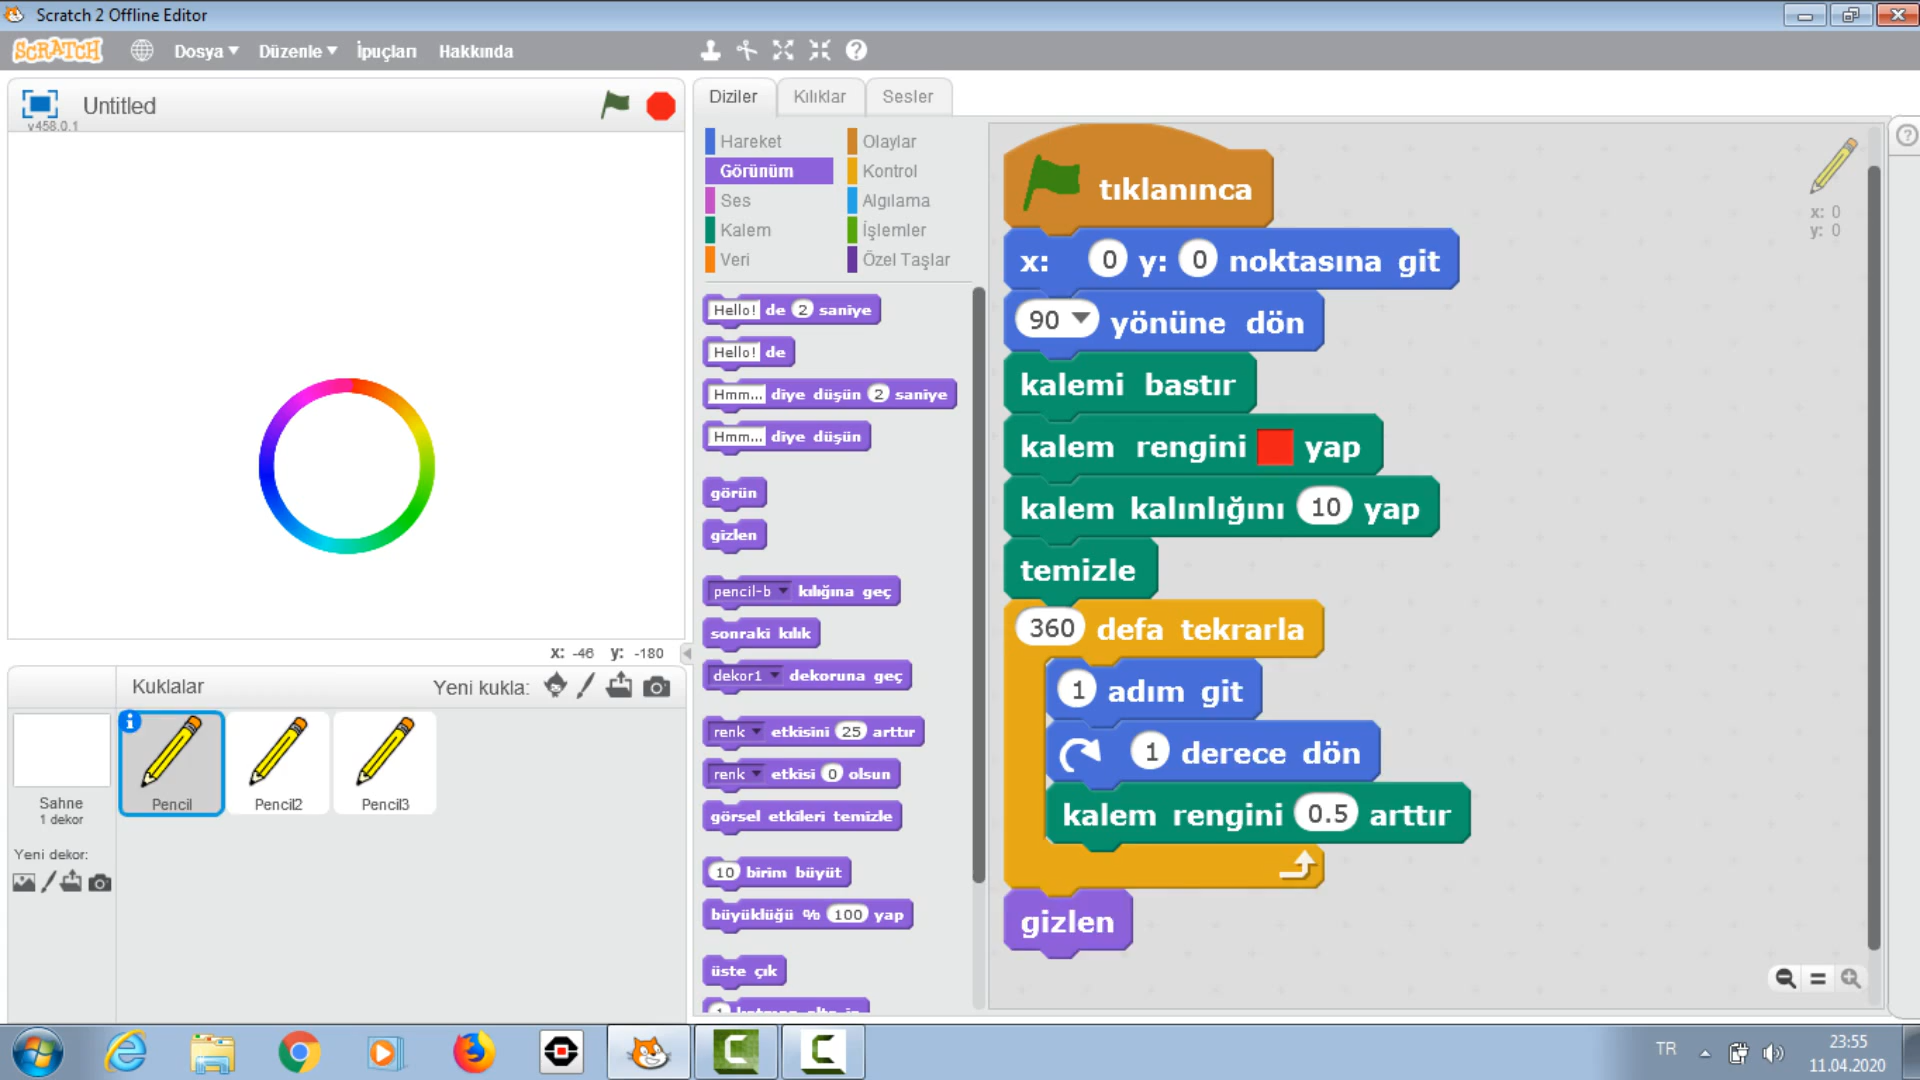 Scratch 2 Offline Editor
SCRATCH Dosya Düzenle İpuçları Hakkında
Untitled
v458.0.1
x: -46 y: -180
Kuklalar
Yeni kukla:
Sahne
1 dekor
Yeni dekor:
Pencil
Pencil2
Pencil3
Diziler Kılıklar Sesler
Hareket
Görünüm
Ses
Kalem
Veri
Olaylar
Kontrol
Algılama
İşlemler
Özel Taşlar
Hello! de 2 saniye
Hello! de
Hmm... diye düşün 2 saniye
Hmm... diye düşün
görün
gizlen
pencil-b kılığına geç
sonraki kılık
dekor1 dekoruna geç
renk etkisini 25 arttır
renk etkisi 0 olsun
görsel etkileri temizle
10 birim büyüt
büyüklüğü % 100 yap
üste çık
tıklanınca
x: 0 y: 0 noktasına git
90 yönüne dön
kalemi bastır
kalem rengini yap
kalem kalınlığını 10 yap
temizle
360 defa tekrarla
1 adım git
1 derece dön
kalem rengini 0.5 arttır
gizlen
x: 0
y: 0
TR
23:55
11.04.2020